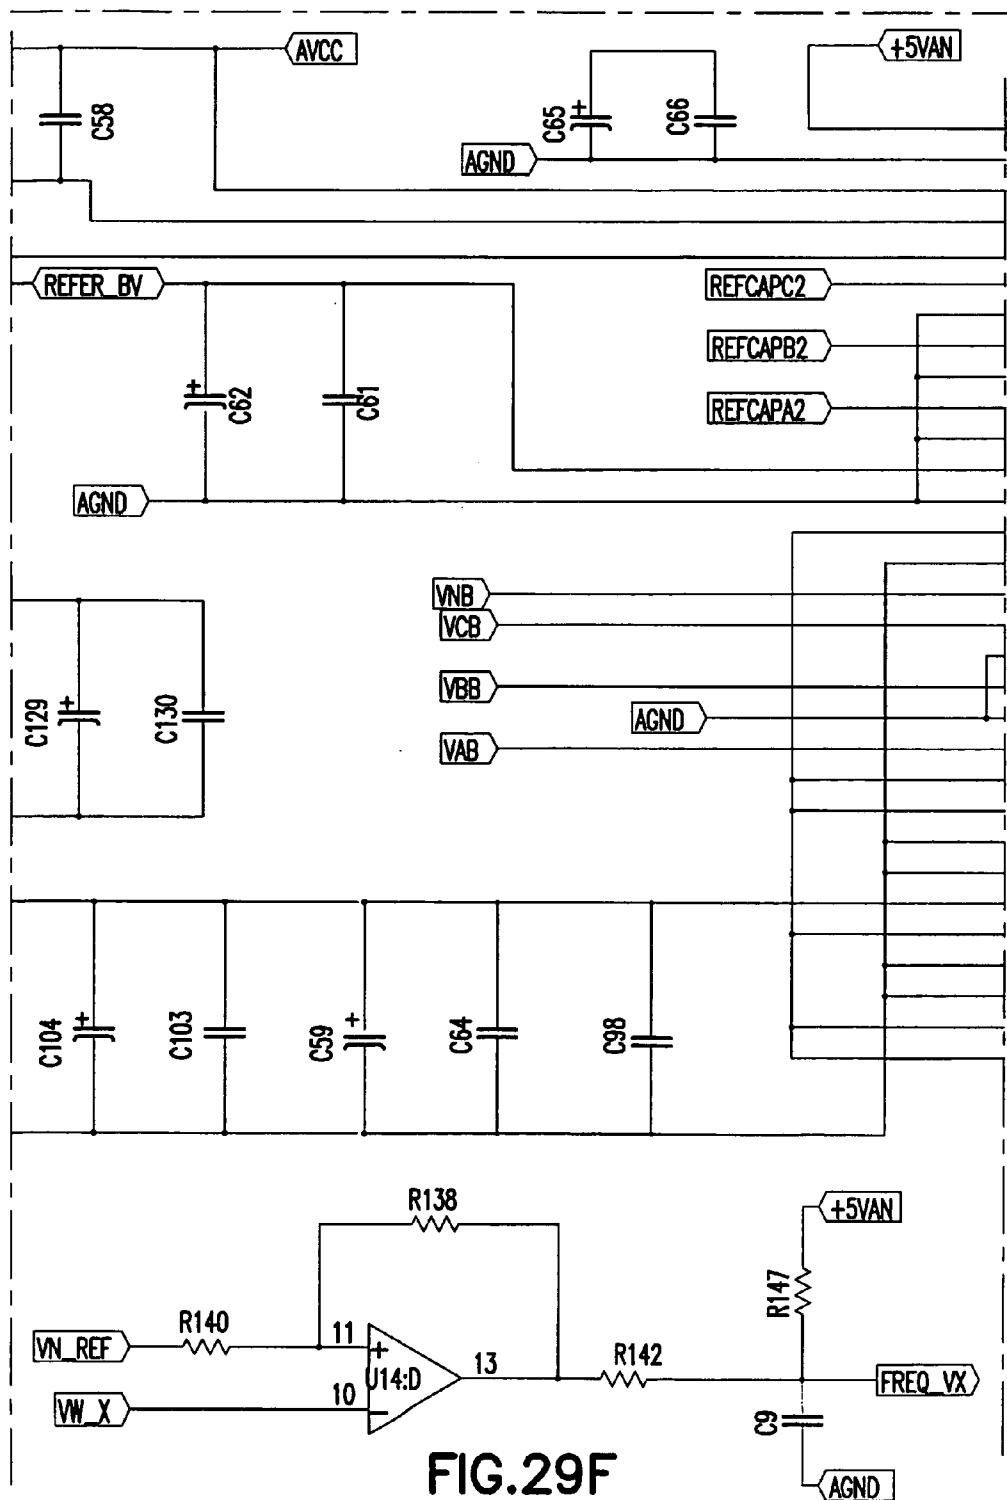 AVCC
+5VAN
C58
+
C65
C66
AGND
REFER_BV
REFCAPC2
REFCAPB2
REFCAPA2
+
C62
C61
AGND
VNB
VCB
VBB
AGND
VAB
+
C129
C130
+
C104
C103
+
C59
C64
C98
R138
+5VAN
R147
R140
VN_REF
11
+
U14:D
13
R142
FREQ_VX
10
−
VW_X
C9
AGND
FIG.29F